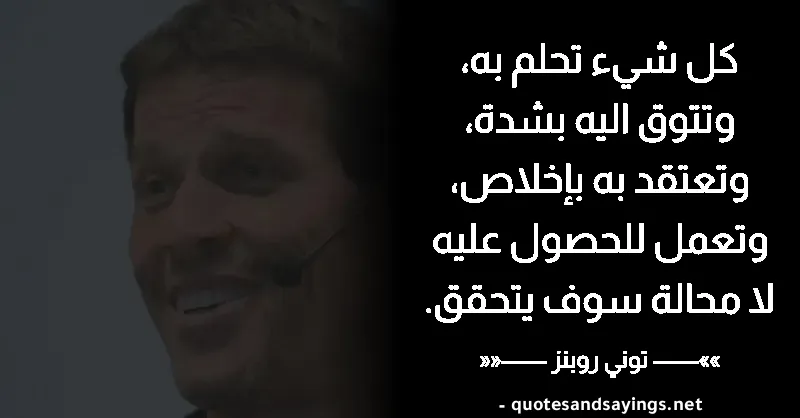 كل شيء تحلم به،
وتتوق اليه بشدة،
وتعتقد به بإخلاص،
وتعمل للحصول عليه
لا محالة سوف يتحقق.
»»—— توني روبنز ——««
- quotesandsayings.net